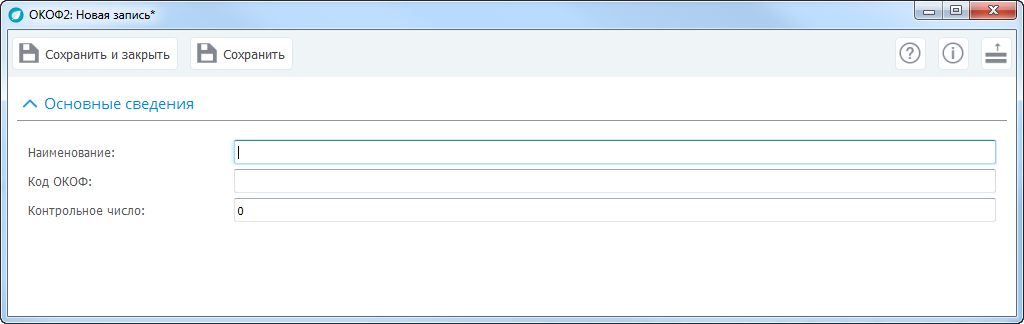 ОКОФ2: Новая запись*
Сохранить и закрыть Сохранить
Основные сведения
Наименование:
Код ОКОФ:
Контрольное число: 0